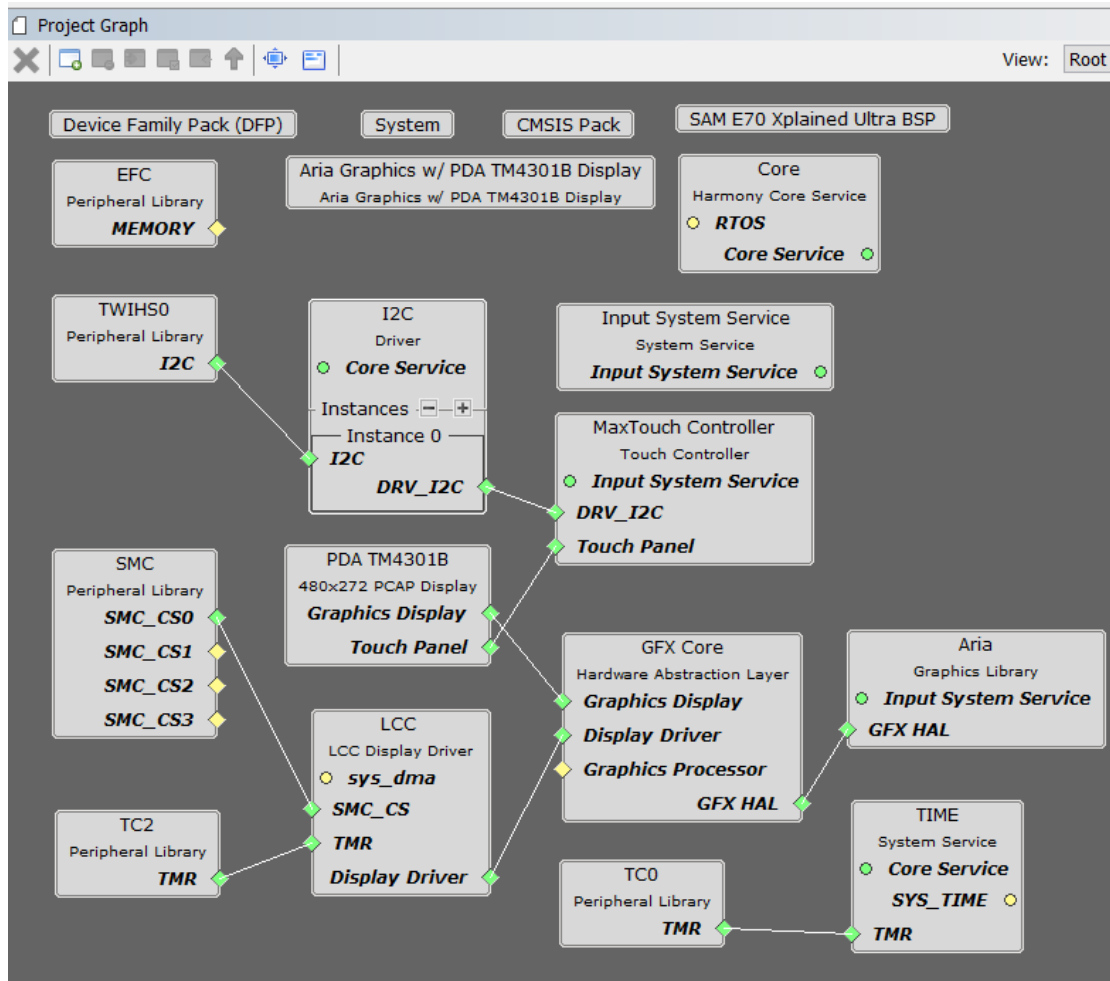 Project Graph
View: Root
Device Family Pack (DFP)
System
CMSIS Pack
SAM E70 Xplained Ultra BSP
EFC
Peripheral Library
MEMORY
Aria Graphics w/ PDA TM4301B Display
Aria Graphics w/ PDA TM4301B Display
Core
Harmony Core Service
RTOS
Core Service
TWIHS0
Peripheral Library
I2C
I2C
Driver
Core Service
Instances
Instance 0
I2C
DRV_I2C
Input System Service
System Service
Input System Service
MaxTouch Controller
Touch Controller
Input System Service
DRV_I2C
Touch Panel
SMC
Peripheral Library
SMC_CS0
SMC_CS1
SMC_CS2
SMC_CS3
PDA TM4301B
480x272 PCAP Display
Graphics Display
Touch Panel
GFX Core
Hardware Abstraction Layer
Graphics Display
Display Driver
Graphics Processor
GFX HAL
Aria
Graphics Library
Input System Service
GFX HAL
LCC
LCC Display Driver
sys_dma
SMC_CS
TMR
Display Driver
TC2
Peripheral Library
TMR
TC0
Peripheral Library
TMR
TIME
System Service
Core Service
SYS_TIME
TMR